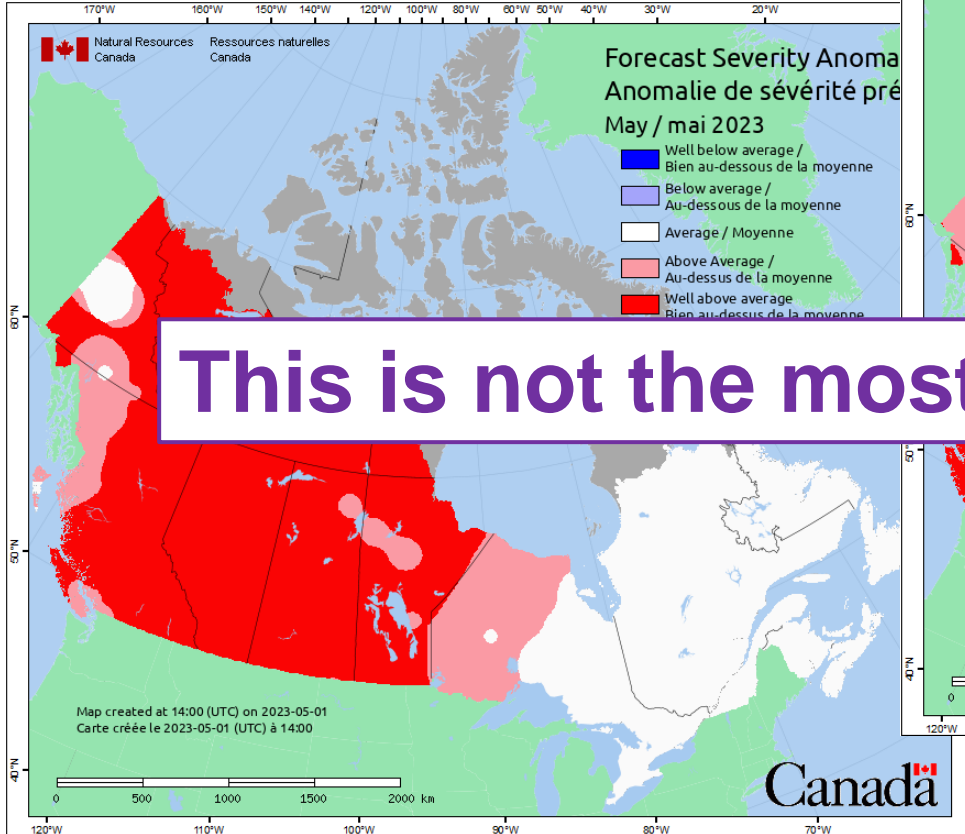 170°W 160°W 150°W 140°W 120°W 100°W 80°W 60°W 50°W 40°W 30°W 20°W
Natural Resources Ressources naturelles
Canada Canada
Forecast Severity Anoma
Anomalie de sévérité pré
May / mai 2023
Well below average /
Bien au-dessous de la moyenne
Below average /
Au-dessous de la moyenne
Average / Moyenne
Above Average /
Au-dessus de la moyenne
Well above average
Bien au-dessus de la moyenne
60°N
60°N
This is not the most
50°N
50°N
40°N
40°N
Map created at 14:00 (UTC) on 2023-05-01
Carte créée le 2023-05-01 (UTC) à 14:00
0 500 1000 1500 2000 km
0
Canada
120°W 110°W 100°W 90°W 80°W 70°W
120°W